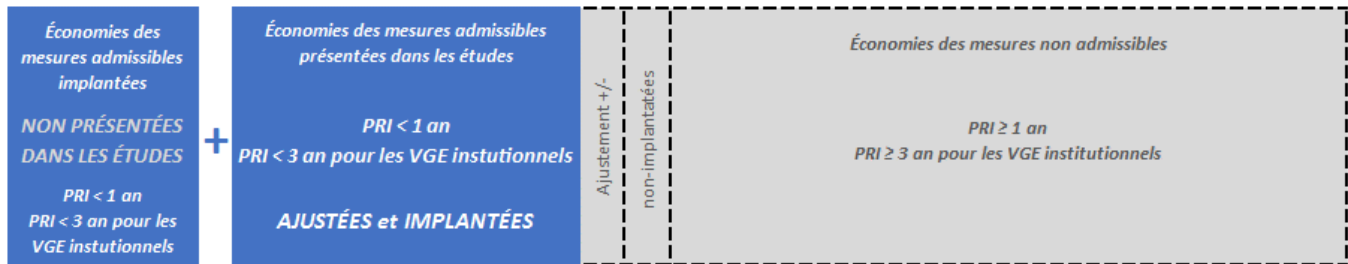 Économies des
mesures admissibles
implantées
NON PRÉSENTÉES
DANS LES ÉTUDES
PRI < 1 an
PRI < 3 an pour les
VGE instutionnels
+
Économies des mesures admissibles
présentées dans les études
PRI < 1 an
PRI < 3 an pour les VGE instutionnels
AJUSTÉES et IMPLANTÉES
Ajustement +/-
non-implantatées
Économies des mesures non admissibles
PRI ≥ 1 an
PRI ≥ 3 an pour les VGE institutionnels